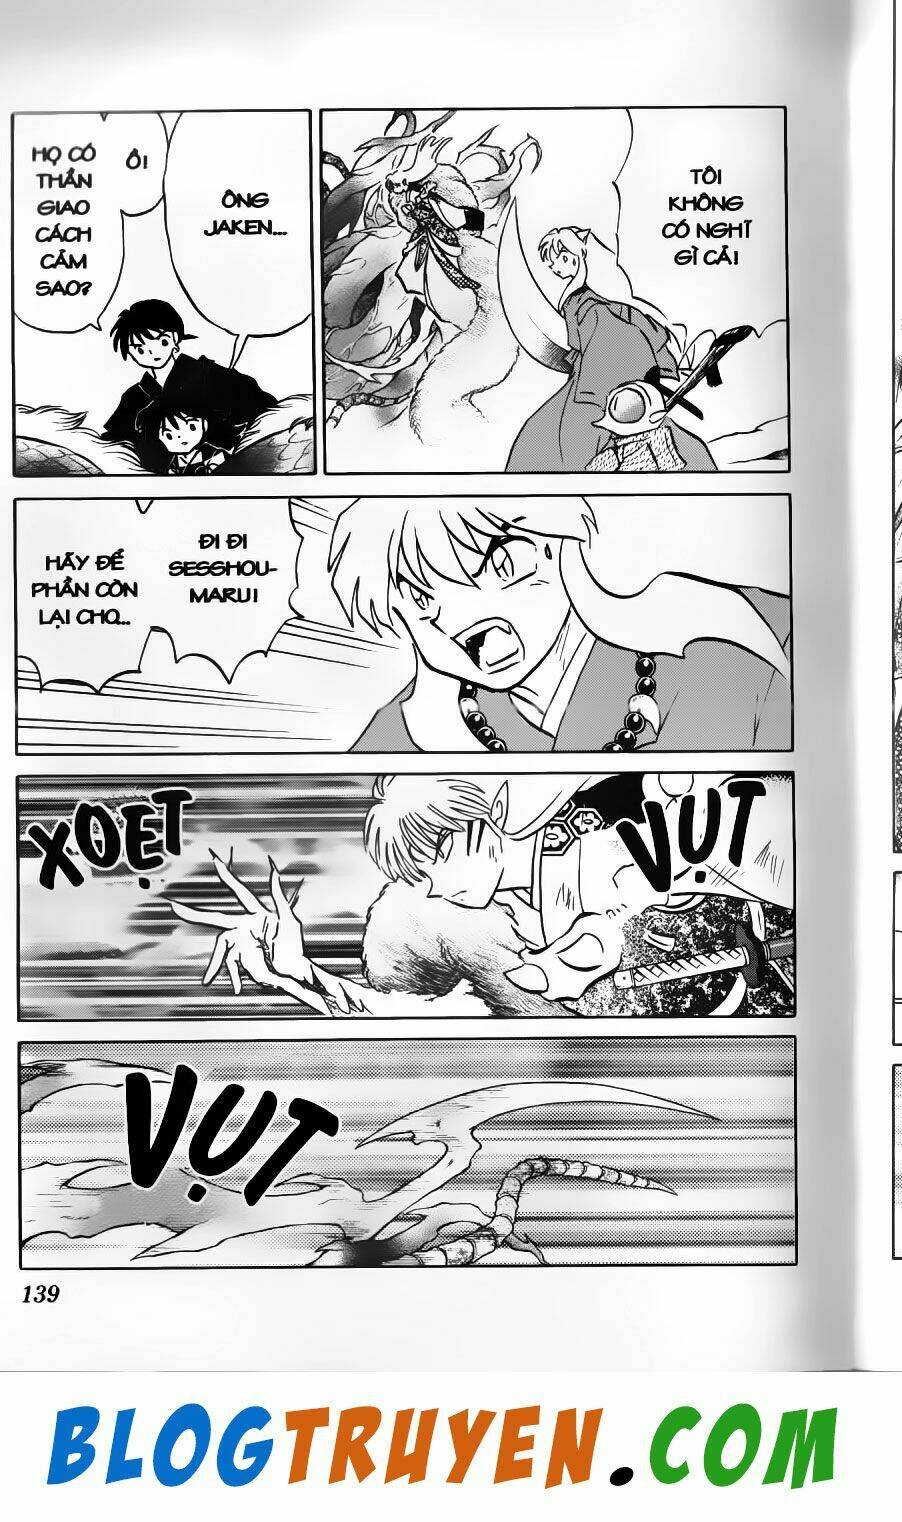 TÔI
KHÔNG
CÓ NGHĨ
GÌ CẢ!
ÔNG
JAKEN...
ÔI
HỌ CÓ
THẦN
GIAO
CÁCH
CẢM
SAO?
ĐI ĐI
SESSHOU-
MARU!
HÃY ĐỂ
PHẦN CÒN
LẠI CHO...
VỤT
XOẸT
VỤT
139
BLOGTRUYEN.COM